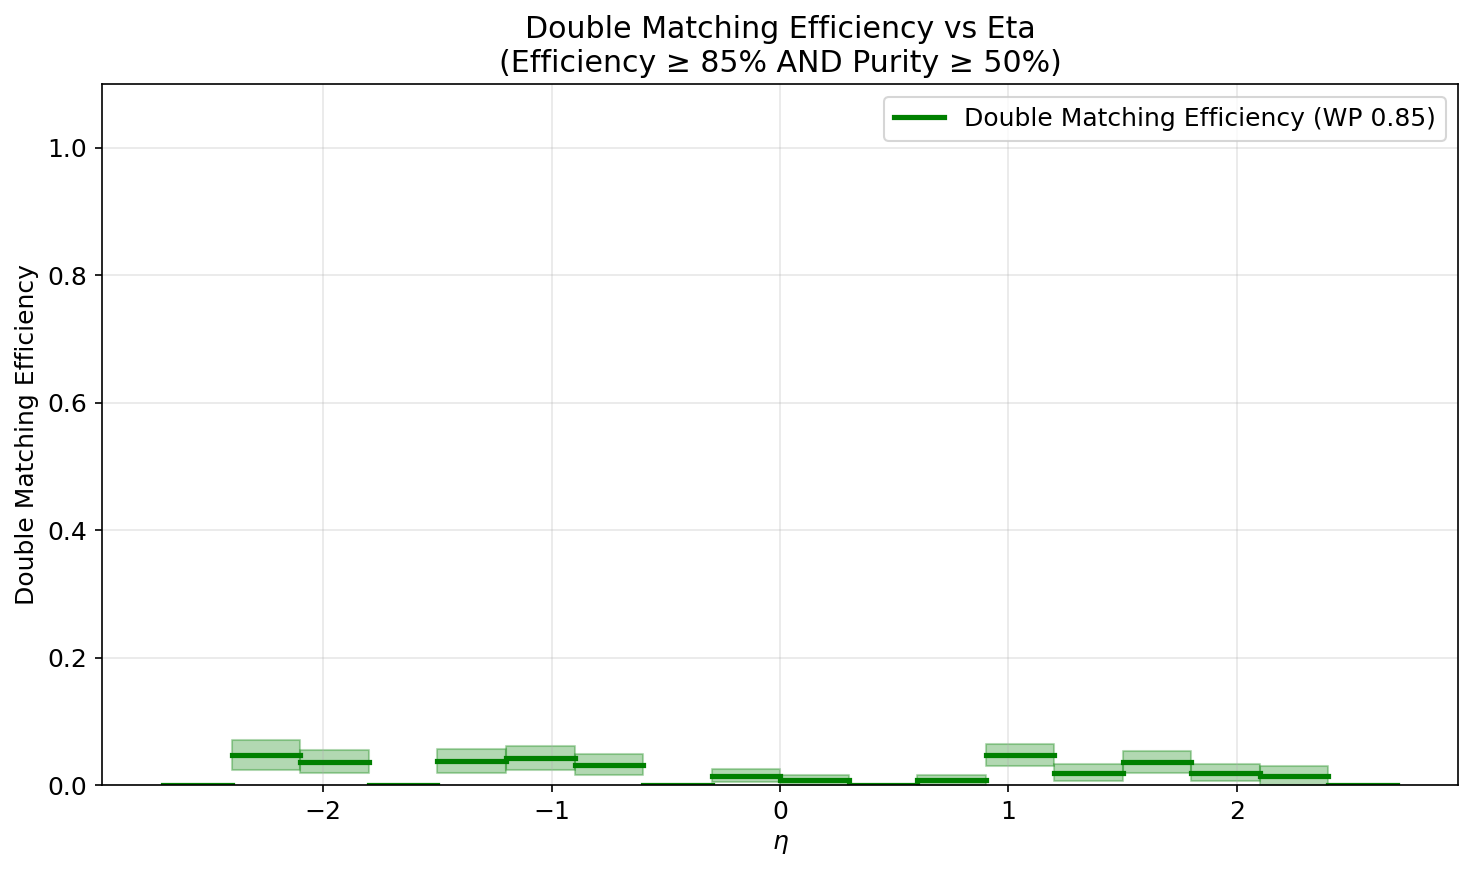 Double Matching Efficiency vs Eta
(Efficiency ≥ 85% AND Purity ≥ 50%)
Double Matching Efficiency (WP 0.85)
Double Matching Efficiency
1.0
0.8
0.6
0.4
0.2
0.0
−2
−1
0
1
2
η